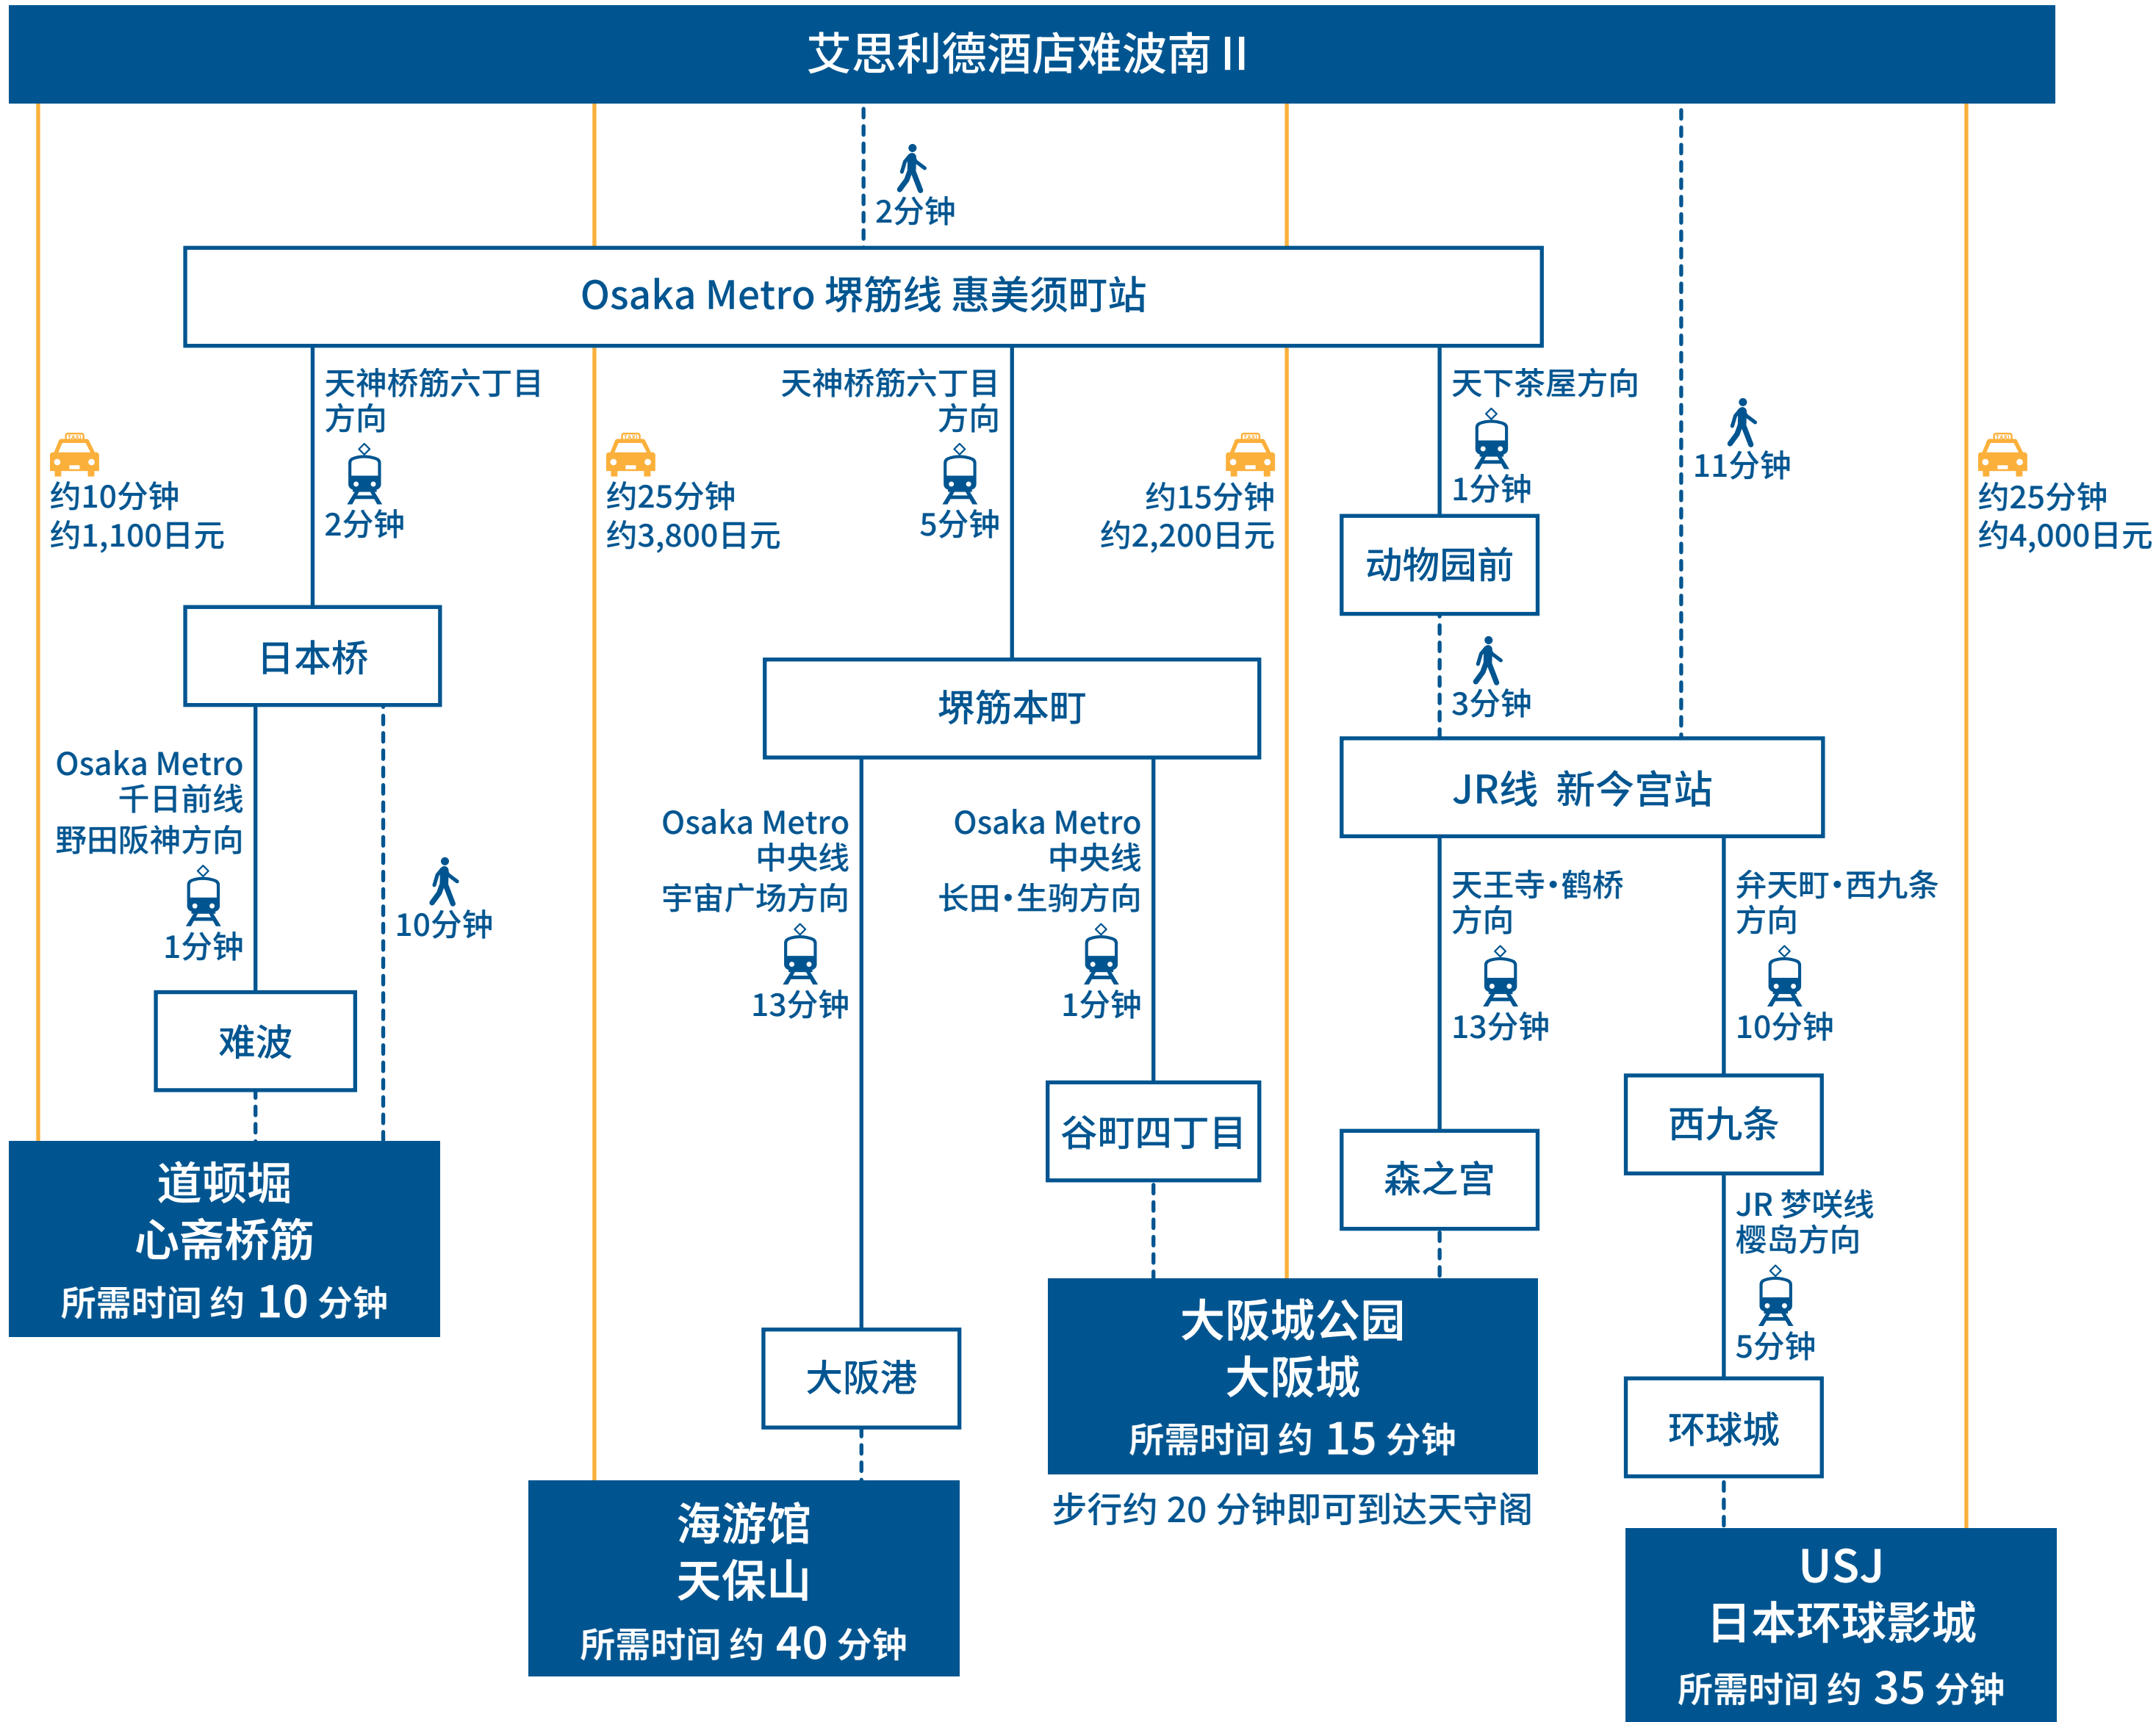 艾思利德酒店难波南 II
2分钟
Osaka Metro 堺筋线 惠美须町站
天神桥筋六丁目
方向
2分钟
天神桥筋六丁目
方向
5分钟
天下茶屋方向
1分钟
11分钟
约10分钟
约1,100日元
约25分钟
约3,800日元
约15分钟
约2,200日元
约25分钟
约4,000日元
动物园前
3分钟
日本桥
堺筋本町
JR线 新今宫站
Osaka Metro
千日前线
野田阪神方向
1分钟
10分钟
Osaka Metro
中央线
宇宙广场方向
13分钟
Osaka Metro
中央线
长田・生驹方向
1分钟
天王寺・鹤桥
方向
13分钟
弁天町・西九条
方向
10分钟
难波
谷町四丁目
森之宫
西九条
JR 梦咲线
樱岛方向
5分钟
道顿堀
心斋桥筋
所需时间 约 10 分钟
大阪港
大阪城公园
大阪城
所需时间 约 15 分钟
步行约 20 分钟即可到达天守阁
环球城
海游馆
天保山
所需时间 约 40 分钟
USJ
日本环球影城
所需时间 约 35 分钟